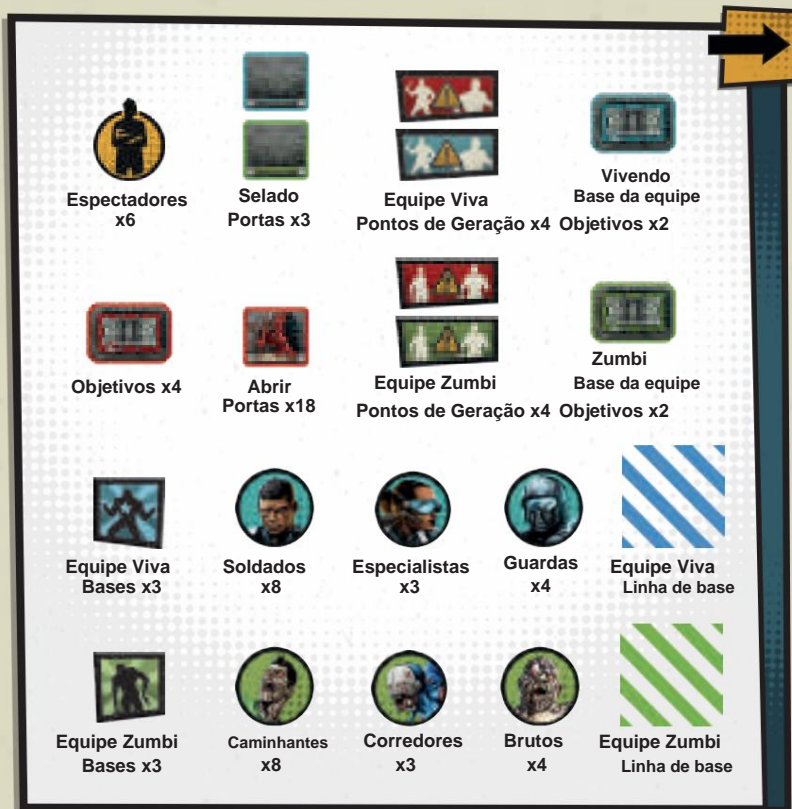 Espectadores
x6
Selado
Portas x3
Equipe Viva
Pontos de Geração x4
Vivendo
Base da equipe
Objetivos x2
Objetivos x4
Abrir
Portas x18
Equipe Zumbi
Pontos de Geração x4
Zumbi
Base da equipe
Objetivos x2
Equipe Viva
Bases x3
Soldados
x8
Especialistas
x3
Guardas
x4
Equipe Viva
Linha de base
Equipe Zumbi
Bases x3
Caminhantes
x8
Corredores
x3
Brutos
x4
Equipe Zumbi
Linha de base